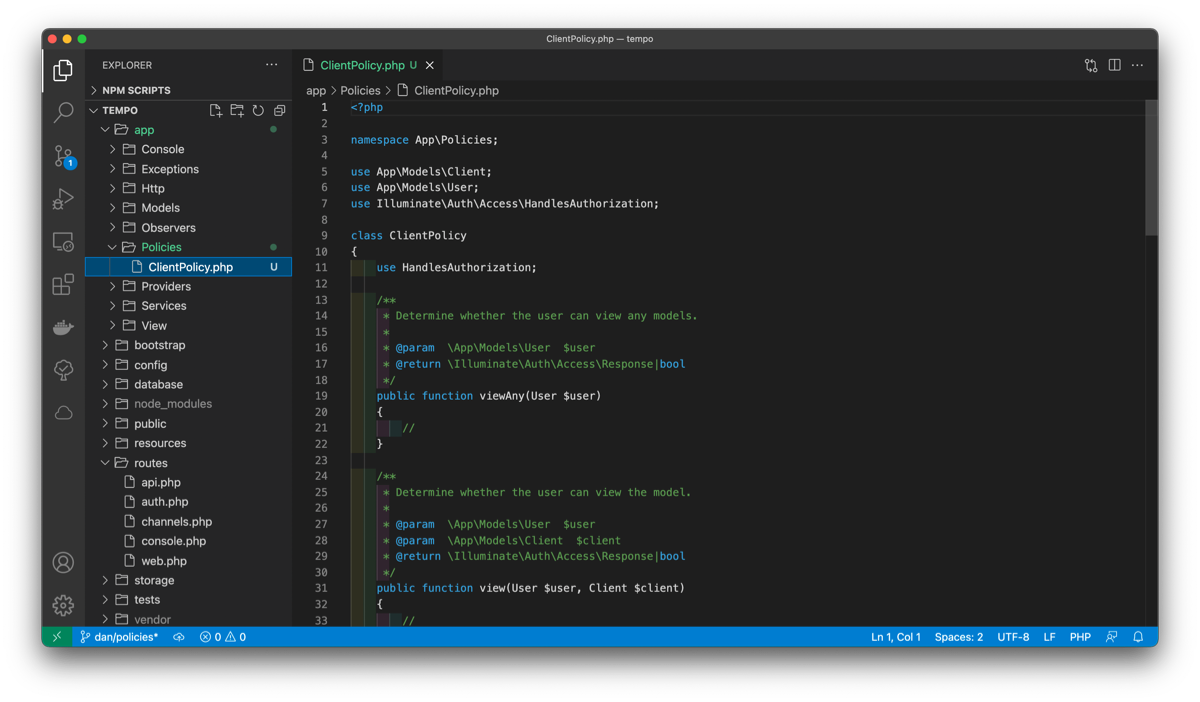 ClientPolicy.php — tempo
EXPLORER
ClientPolicy.php U
app > Policies > ClientPolicy.php
NPM SCRIPTS
TEMPO
app
Console
Exceptions
Http
Models
Observers
Policies
ClientPolicy.php U
Providers
Services
View
bootstrap
config
database
node_modules
public
resources
routes
api.php
auth.php
channels.php
console.php
web.php
storage
tests
vendor
1
1 <?php
2
3 namespace App\Policies;
4
5 use App\Models\Client;
6 use App\Models\User;
7 use Illuminate\Auth\Access\HandlesAuthorization;
8
9 class ClientPolicy
10 {
11 use HandlesAuthorization;
12
13 /**
14 * Determine whether the user can view any models.
15 *
16 * @param  \App\Models\User  $user
17 * @return \Illuminate\Auth\Access\Response|bool
18 */
19 public function viewAny(User $user)
20 {
21 //
22 }
23
24 /**
25 * Determine whether the user can view the model.
26 *
27 * @param  \App\Models\User  $user
28 * @param  \App\Models\Client  $client
29 * @return \Illuminate\Auth\Access\Response|bool
30 */
31 public function view(User $user, Client $client)
32 {
33 //
dan/policies* 0 0 Ln 1, Col 1 Spaces: 2 UTF-8 LF PHP